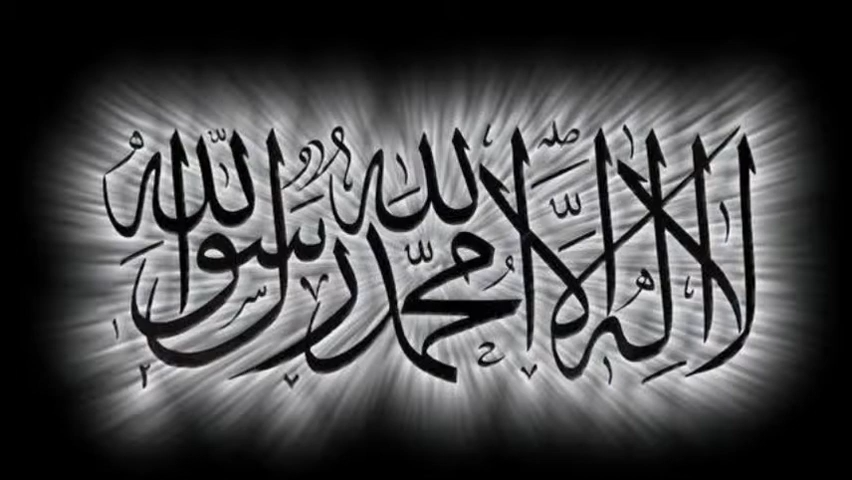 لا إله إلا الله محمد رسول الله